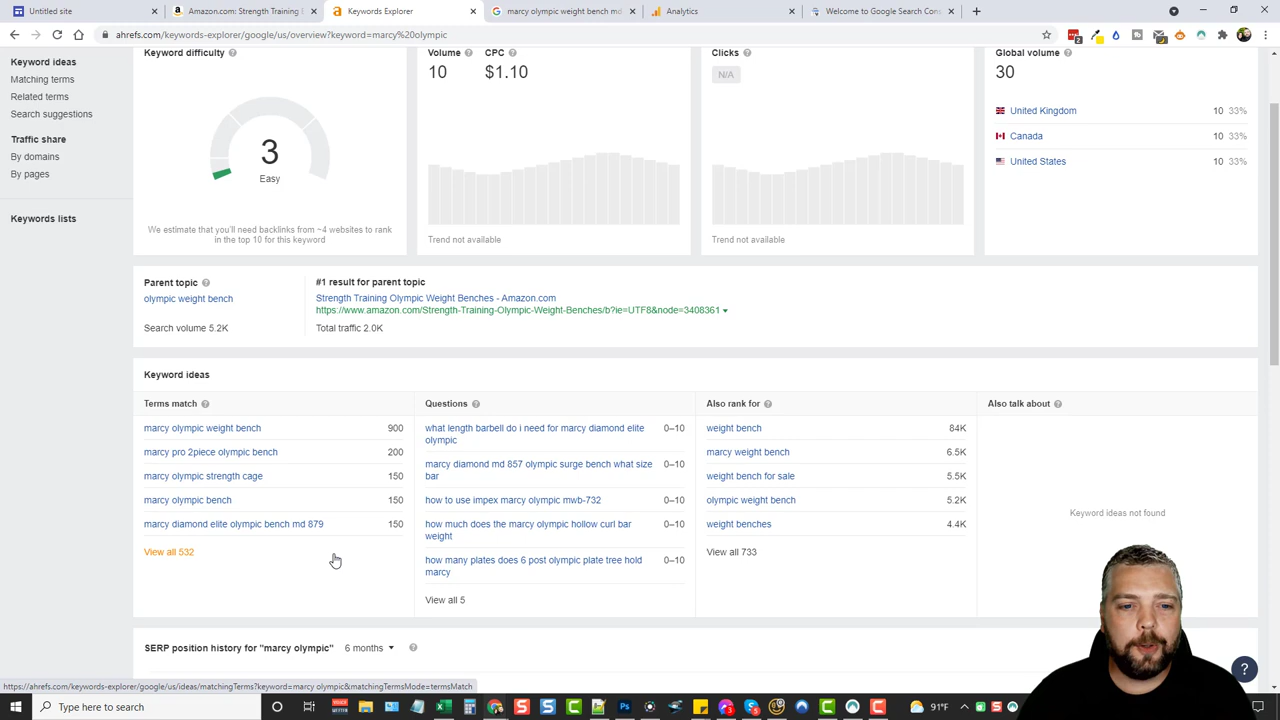 Untitled site
Amazon.com: 3 Strength Training
Keywords Explorer
marcy olympic weight bench md
Analytics
Welcome to Google Search Con
ahrefs.com/keywords-explorer/google/us/overview?keyword=marcy%20olympic
Keyword ideas
Matching terms
Related terms
Search suggestions
Traffic share
By domains
By pages
Keywords lists
Keyword difficulty
3
Easy
We estimate that you'll need backlinks from ~4 websites to rank
in the top 10 for this keyword
Volume
10
CPC
$1.10
Trend not available
Clicks
N/A
Trend not available
Global volume
30
United Kingdom 10 33%
Canada 10 33%
United States 10 33%
Parent topic
olympic weight bench
Search volume 5.2K
#1 result for parent topic
Strength Training Olympic Weight Benches - Amazon.com
https://www.amazon.com/Strength-Training-Olympic-Weight-Benches/b?ie=UTF8&node=3408361
Total traffic 2.0K
Keyword ideas
Terms match
marcy olympic weight bench 900
marcy pro 2piece olympic bench 200
marcy olympic strength cage 150
marcy olympic bench 150
marcy diamond elite olympic bench md 879 150
View all 532
Questions
what length barbell do i need for marcy diamond elite 0–10
olympic
marcy diamond md 857 olympic surge bench what size 0–10
bar
how to use impex marcy olympic mwb-732 0–10
how much does the marcy olympic hollow curl bar 0–10
weight
how many plates does 6 post olympic plate tree hold 0–10
marcy
View all 5
Also rank for
weight bench 84K
marcy weight bench 6.5K
weight bench for sale 5.5K
olympic weight bench 5.2K
weight benches 4.4K
View all 733
Also talk about
Keyword ideas not found
SERP position history for "marcy olympic" 6 months
https://ahrefs.com/keywords-explorer/google/us/ideas/matchingTerms?keyword=marcy olympic&matchingTermsMode=termsMatch
Type here to search
91°F